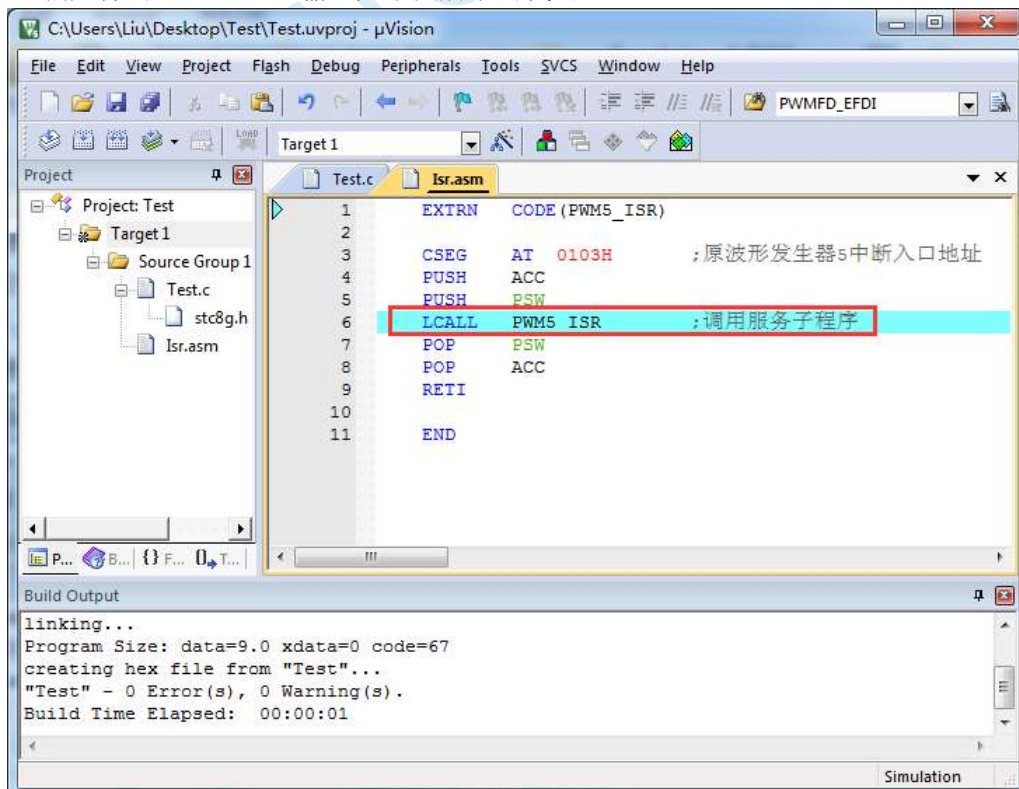 C:\Users\Liu\Desktop\Test\Test.uvproj - µVision
File Edit View Project Flash Debug Peripherals Tools SVCS Window Help
PWMFD_EFDI
LOAD Target 1
Project
Test.c Isr.asm
Project: Test
Target 1
Source Group 1
Test.c
stc8g.h
Isr.asm
1 EXTRN CODE(PWM5_ISR)
2
3 CSEG AT 0103H ;原波形发生器5中断入口地址
4 PUSH ACC
5 PUSH PSW
6 LCALL PWM5_ISR ;调用服务子程序
7 POP PSW
8 POP ACC
9 RETI
10
11 END
P... B... {} F... 0 T...
Build Output
linking...
Program Size: data=9.0 xdata=0 code=67
creating hex file from "Test"...
"Test" - 0 Error(s), 0 Warning(s).
Build Time Elapsed: 00:00:01
Simulation